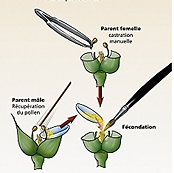 Parent femelle
castration
manuelle
Parent mâle
Récupération
du pollen
Fécondation